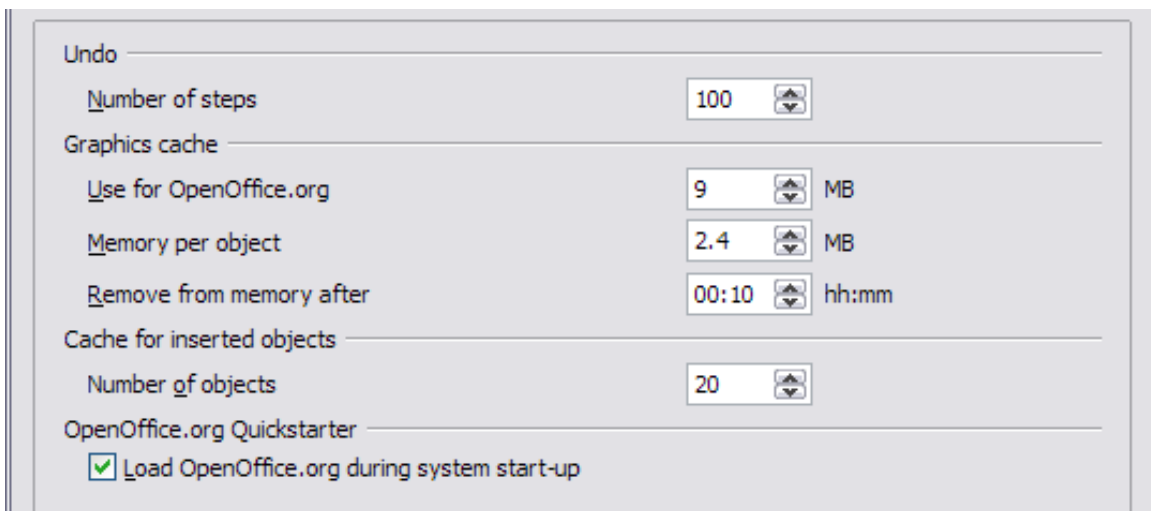 Undo
Number of steps 100
Graphics cache
Use for OpenOffice.org 9 MB
Memory per object 2.4 MB
Remove from memory after 00:10 hh:mm
Cache for inserted objects
Number of objects 20
OpenOffice.org Quickstarter
Load OpenOffice.org during system start-up